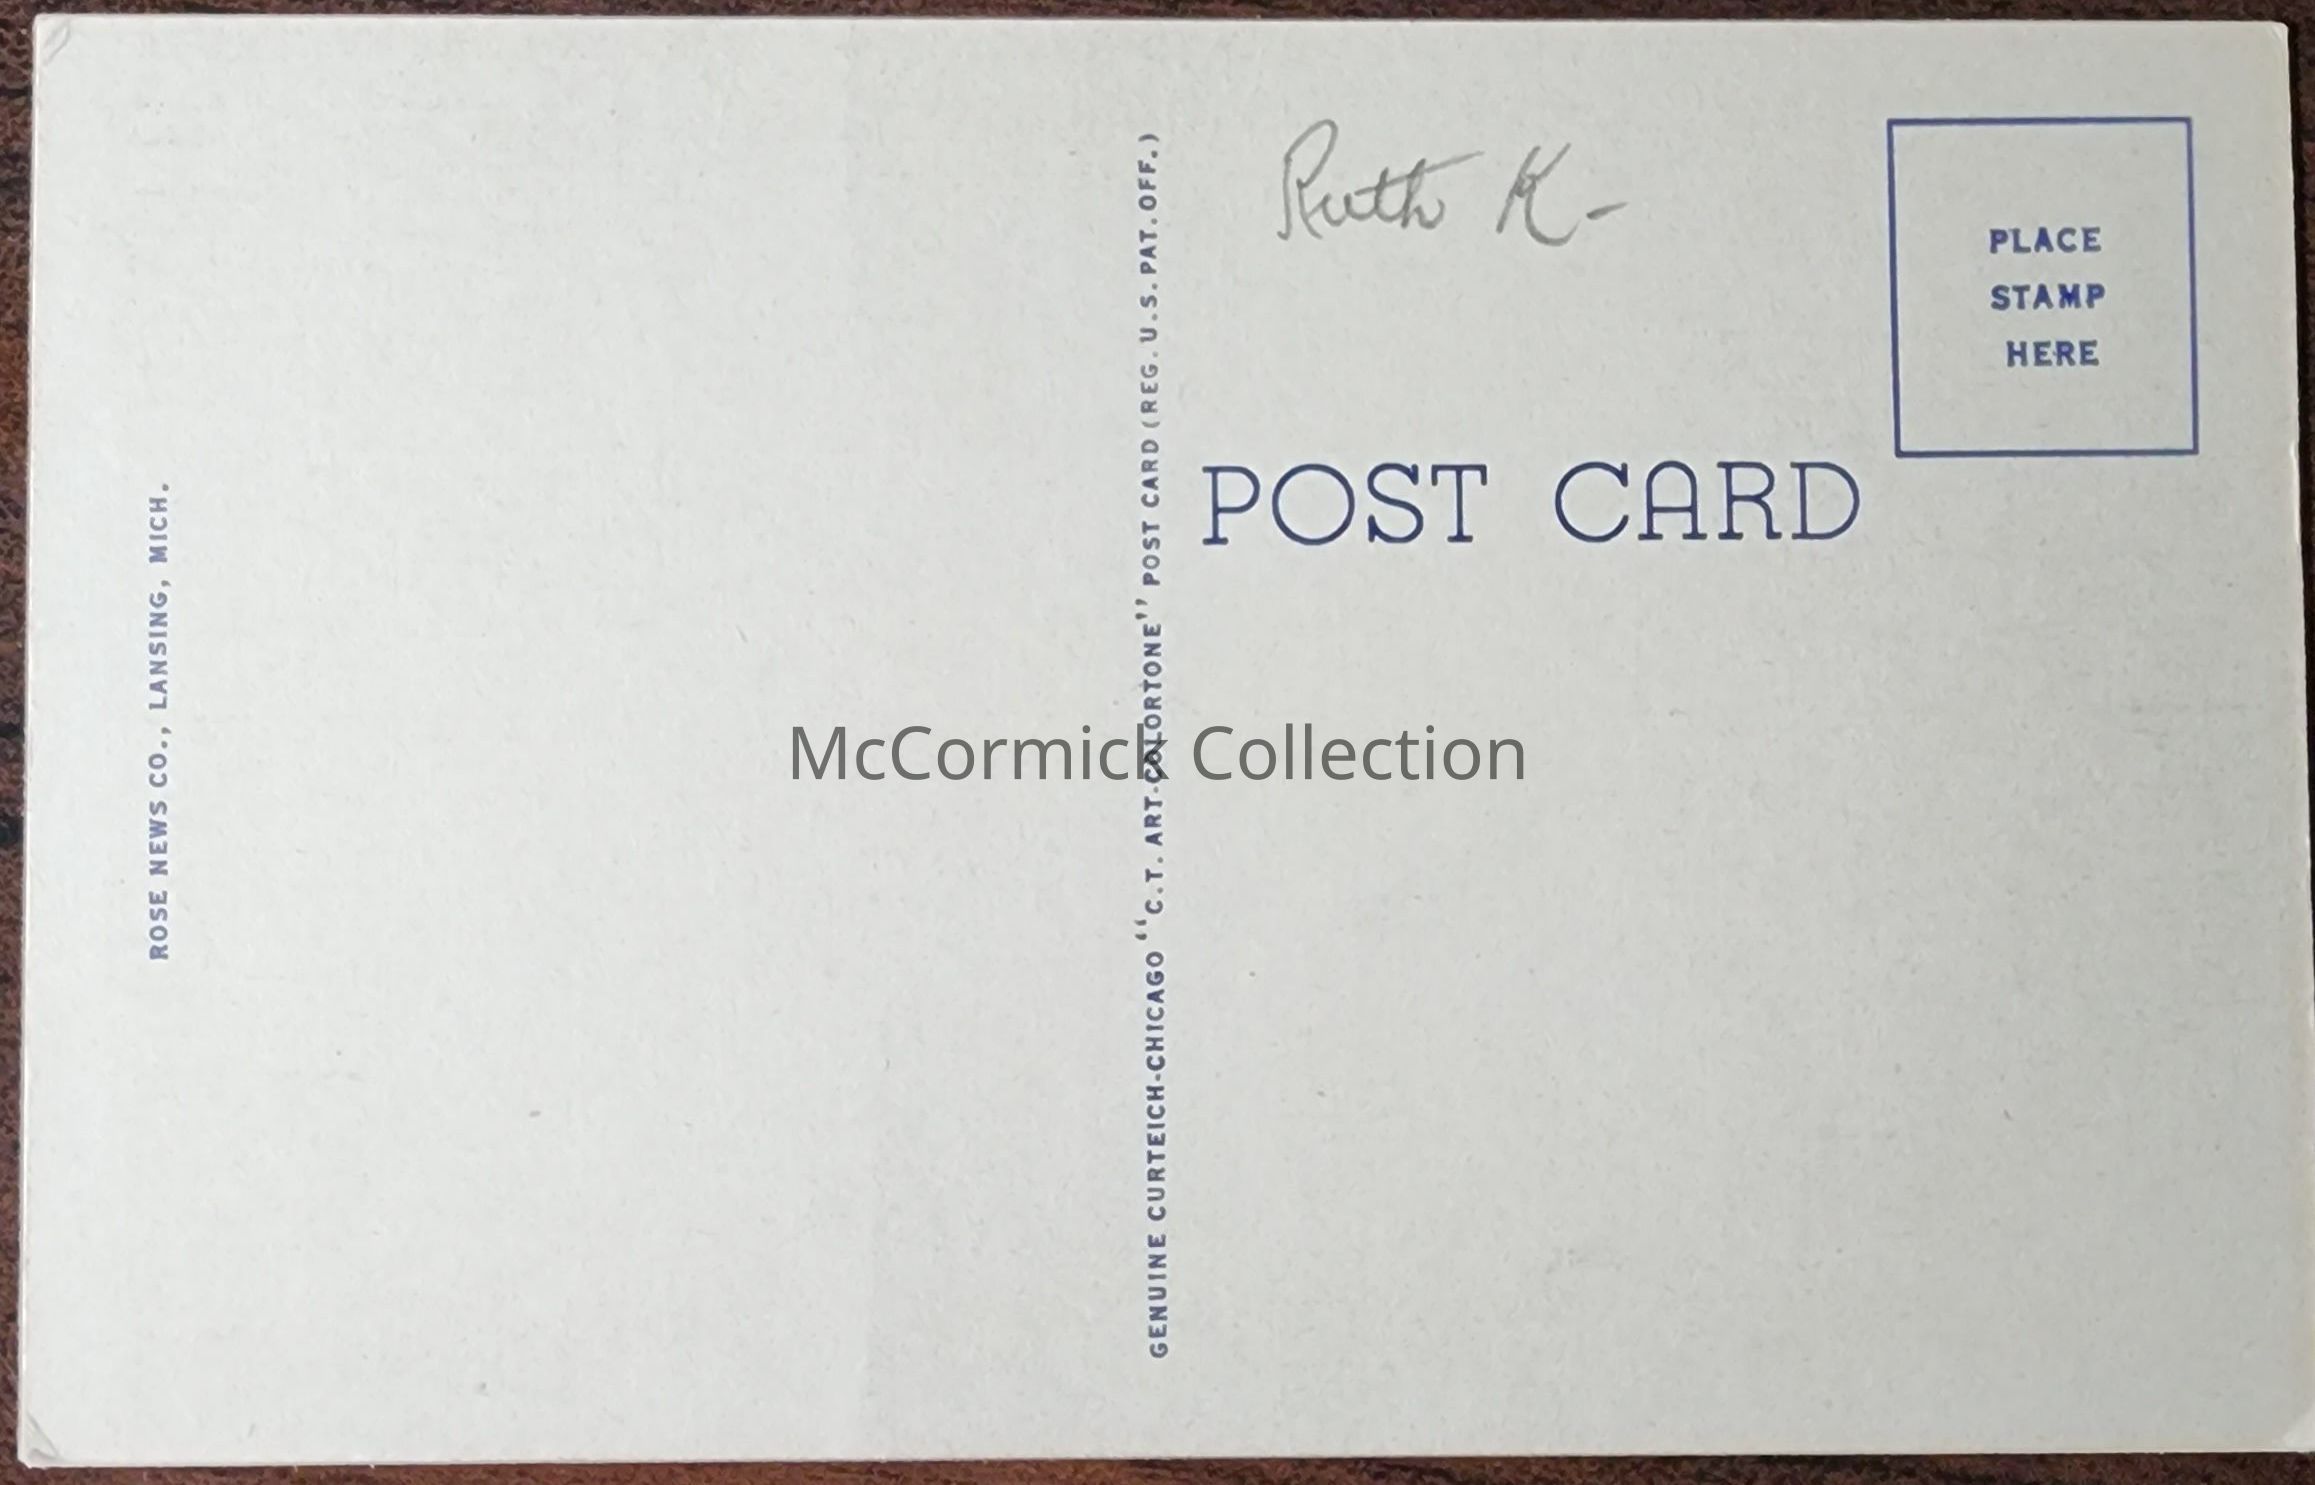 ROSE NEWS CO., LANSING, MICH.
GENUINE CURTEICH-CHICAGO “C.T. ART-COLORTONE” POST CARD (REG. U.S. PAT. OFF.)
Ruth K-
PLACE
STAMP
HERE
POST CARD
McCormick Collection